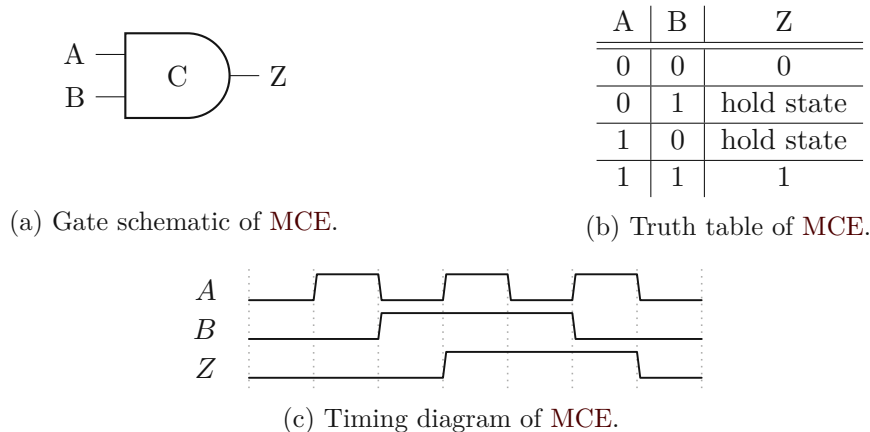 A
B
C
Z
(a) Gate schematic of MCE.
A B Z
0 0 0
0 1 hold state
1 0 hold state
1 1 1
(b) Truth table of MCE.
A
B
Z
(c) Timing diagram of MCE.